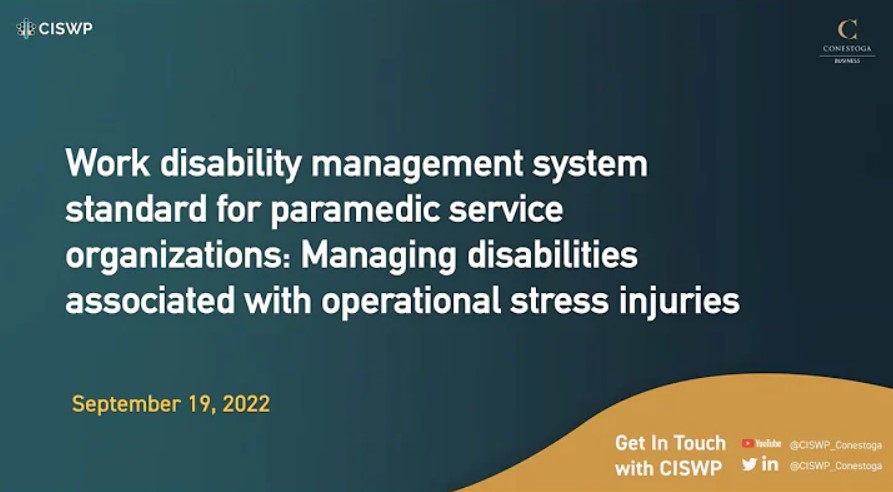 CISWP
C
CONESTOGA
BUSINESS
Work disability management system
standard for paramedic service
organizations: Managing disabilities
associated with operational stress injuries
September 19, 2022
Get In Touch
with CISWP
YouTube @CISWP_Conestoga
in @CISWP_Conestoga